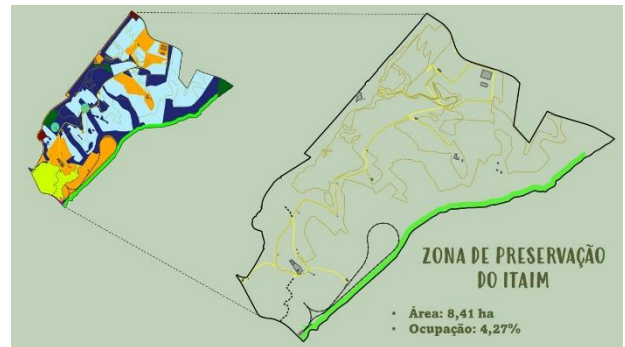 ZONA DE PRESERVAÇÃO
DO ITAIM
• Área: 8,41 ha
• Ocupação: 4,27%